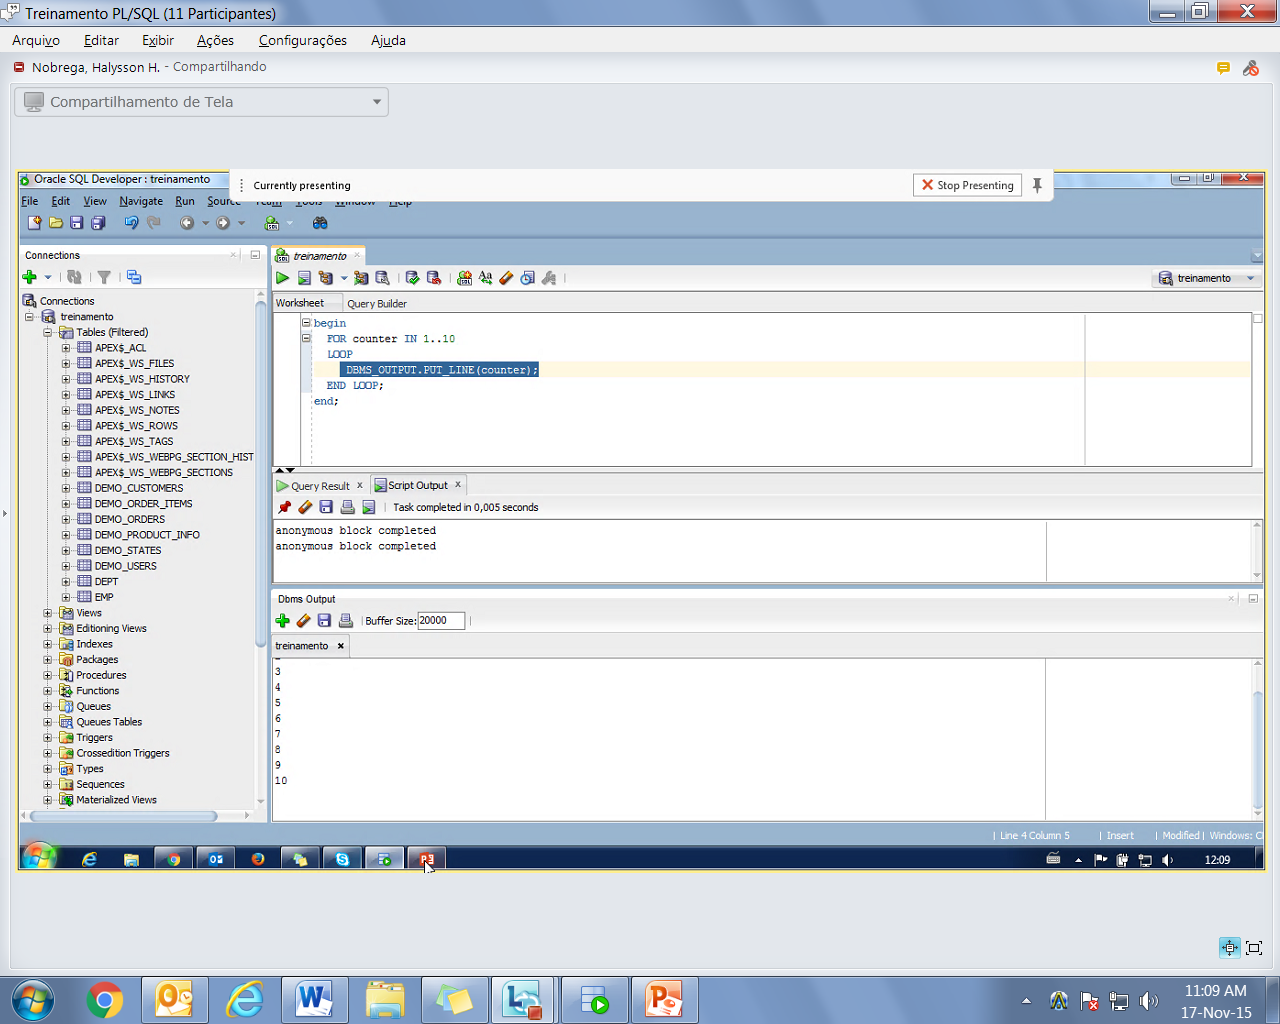 Treinamento PL/SQL (11 Participantes)
Arquivo Editar Exibir Ações Configurações Ajuda
Nobrega, Halysson H. - Compartilhando
Compartilhamento de Tela
Oracle SQL Developer : treinamento
Currently presenting
Stop Presenting
File Edit View Navigate Run Source Team Tools Window Help
Connections
treinamento
treinamento
Worksheet Query Builder
Connections
treinamento
Tables (Filtered)
APEX$_ACL
APEX$_WS_FILES
APEX$_WS_HISTORY
APEX$_WS_LINKS
APEX$_WS_NOTES
APEX$_WS_ROWS
APEX$_WS_TAGS
APEX$_WS_WEBPG_SECTION_HIST
APEX$_WS_WEBPG_SECTIONS
DEMO_CUSTOMERS
DEMO_ORDER_ITEMS
DEMO_ORDERS
DEMO_PRODUCT_INFO
DEMO_STATES
DEMO_USERS
DEPT
EMP
Views
Editioning Views
Indexes
Packages
Procedures
Functions
Queues
Queues Tables
Triggers
Crossedition Triggers
Types
Sequences
Materialized Views
begin
FOR counter IN 1..10
LOOP
DBMS_OUTPUT.PUT_LINE(counter);
END LOOP;
end;
Query Result Script Output
Task completed in 0,005 seconds
anonymous block completed
anonymous block completed
Dbms Output
Buffer Size: 20000
treinamento
3
4
5
6
7
8
9
10
Line 4 Column 5 Insert Modified Windows: C
12:09
11:09 AM
17-Nov-15